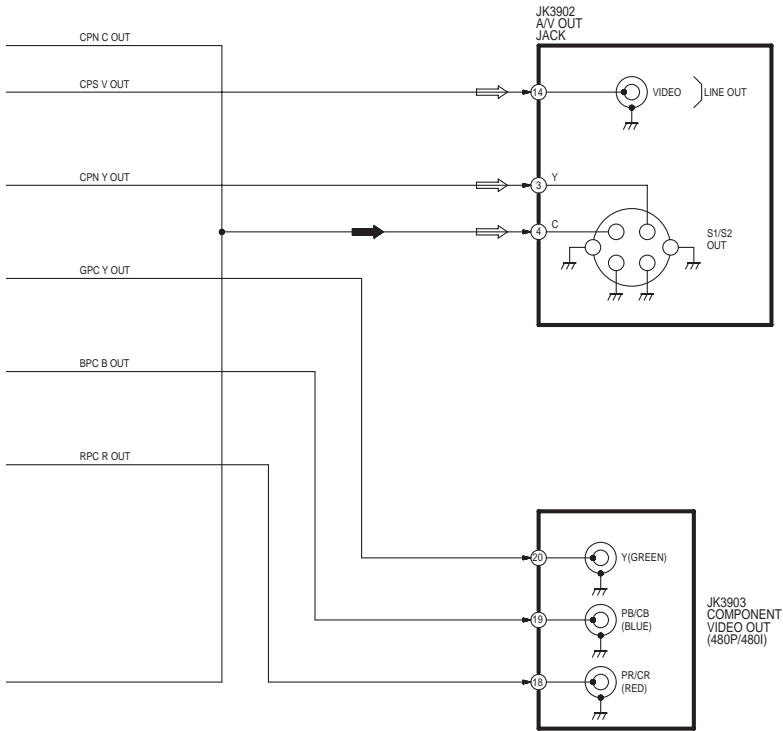 JK3902
A/V OUT
JACK
CPN C OUT
CPS V OUT
14
VIDEO
LINE OUT
CPN Y OUT
3
Y
4
C
S1/S2
OUT
GPC Y OUT
BPC B OUT
RPC R OUT
20
Y(GREEN)
19
PB/CB
(BLUE)
18
PR/CR
(RED)
JK3903
COMPONENT
VIDEO OUT
(480P/480I)